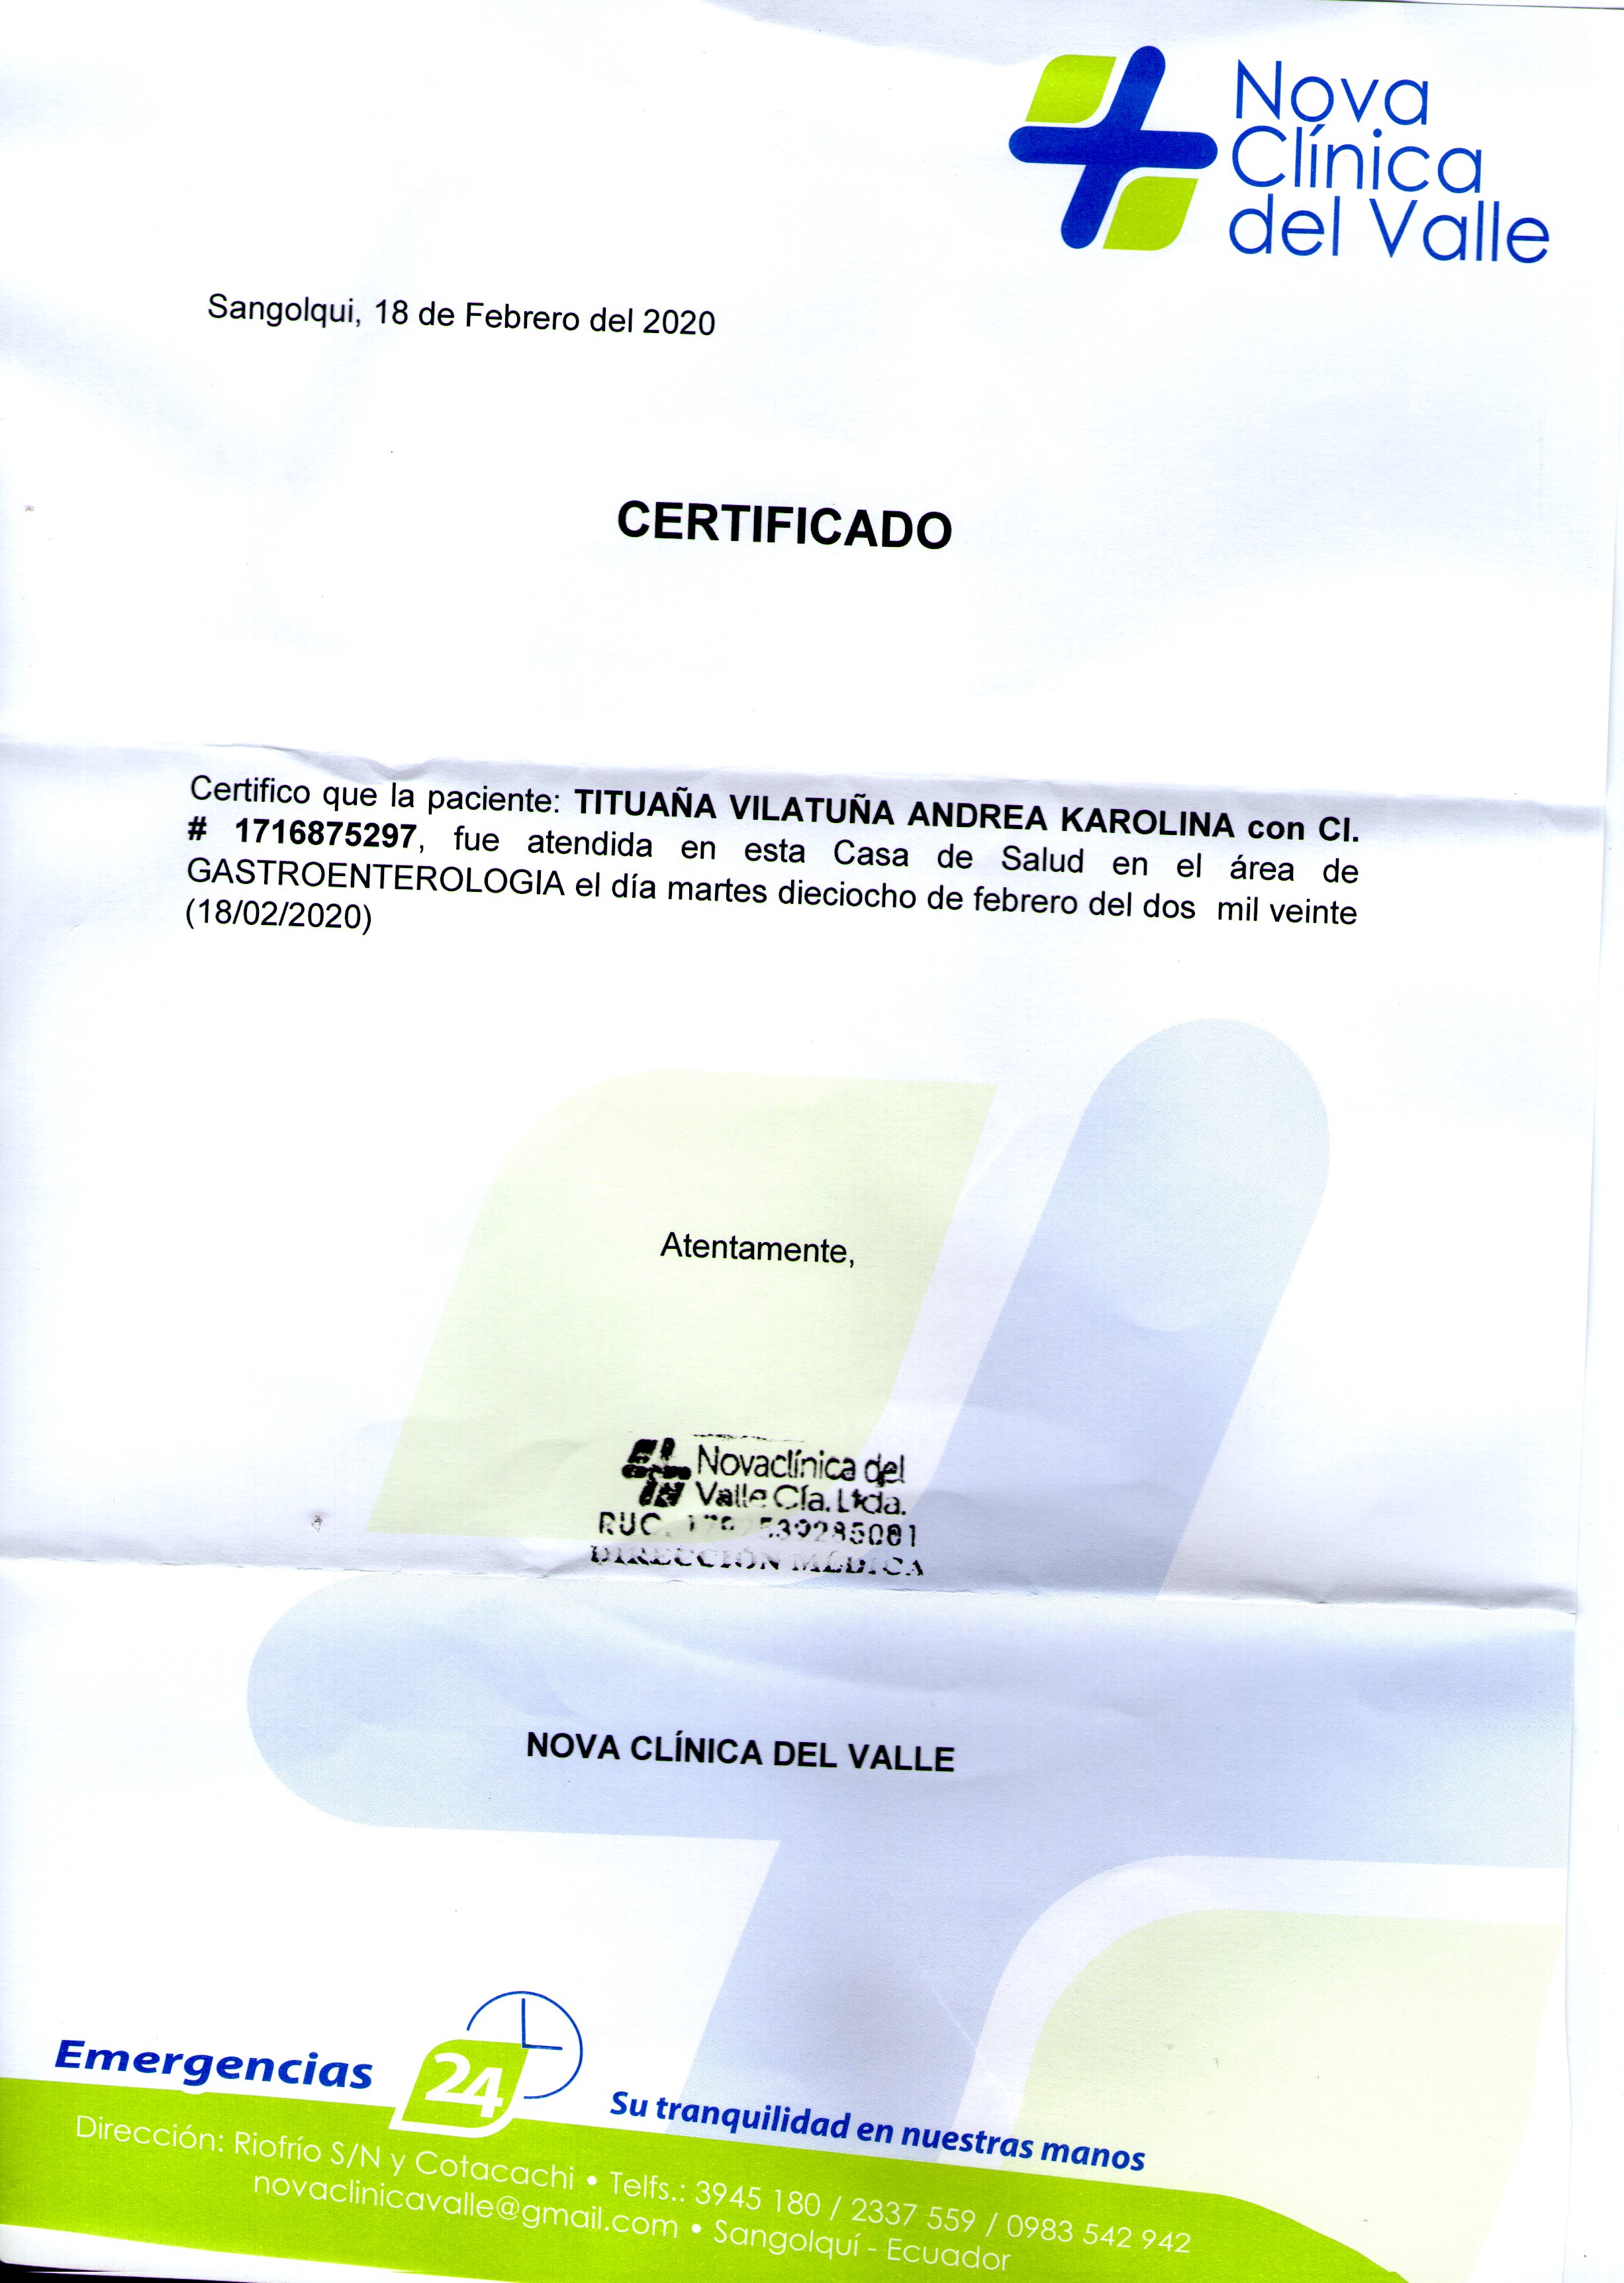 Nova
Clínica
del Valle
Sangolqui, 18 de Febrero del 2020
CERTIFICADO
Certifico que la paciente: TITUAÑA VILATUÑA ANDREA KAROLINA con CI.
# 1716875297, fue atendida en esta Casa de Salud en el área de
GASTROENTEROLOGIA el día martes dieciocho de febrero del dos mil veinte
(18/02/2020)
Atentamente,
Novaclínica del
Valle Cía. Ltda.
RUC.
DIRECCIÓN MÉDICA
NOVA CLÍNICA DEL VALLE
Emergencias 24
Su tranquilidad en nuestras manos
Dirección: Riofrío S/N y Cotacachi • Telfs.: 3945 180 / 2337 559 / 0983 542 942
novaclinicavalle@gmail.com • Sangolquí - Ecuador